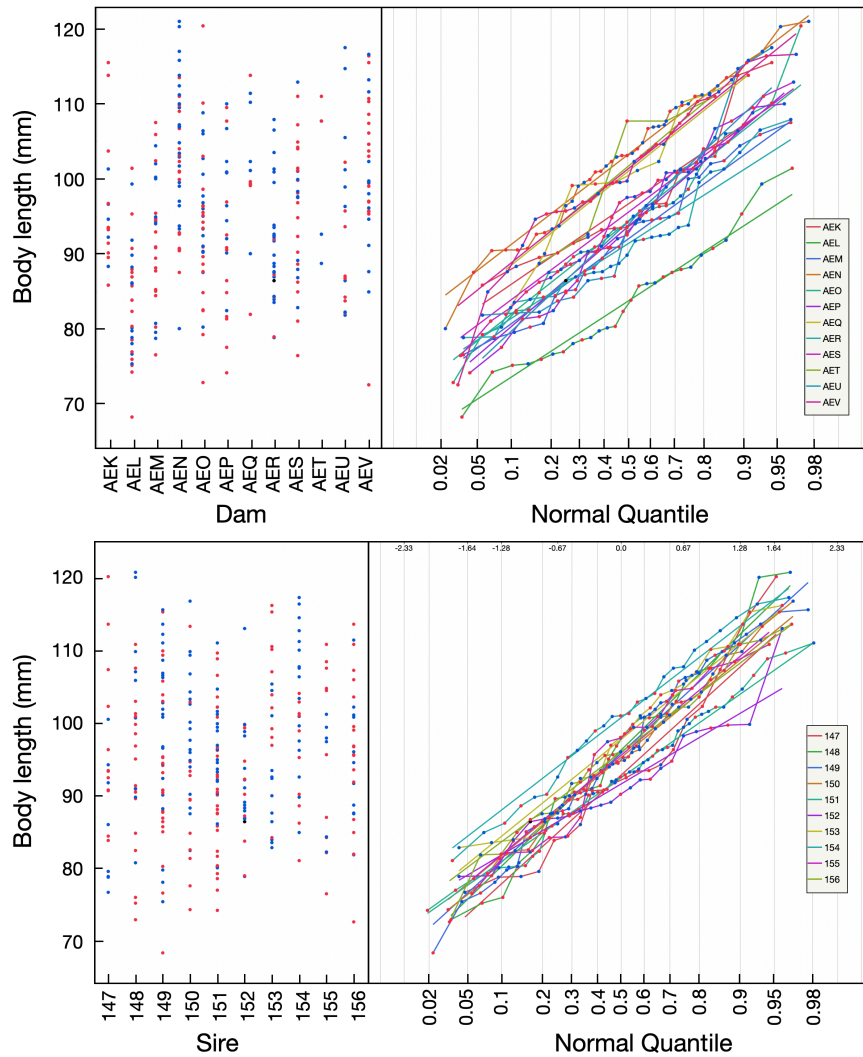 Body length (mm)
120
110
100
90
80
70
AEK
AEL
AEM
AEN
AEO
AEP
AEQ
AER
AES
AET
AEU
AEV
Dam
0.02
0.05
0.1
0.2
0.3
0.4
0.5
0.6
0.7
0.8
0.9
0.95
0.98
Normal Quantile
AEK
AEL
AEM
AEN
AEO
AEP
AEQ
AER
AES
AET
AEU
AEV
Body length (mm)
120
110
100
90
80
70
147
148
149
150
151
152
153
154
155
156
Sire
-2.33 -1.64 -1.28 -0.67 0.0 0.67 1.28 1.64 2.33
0.02
0.05
0.1
0.2
0.3
0.4
0.5
0.6
0.7
0.8
0.9
0.95
0.98
Normal Quantile
147
148
149
150
151
152
153
154
155
156